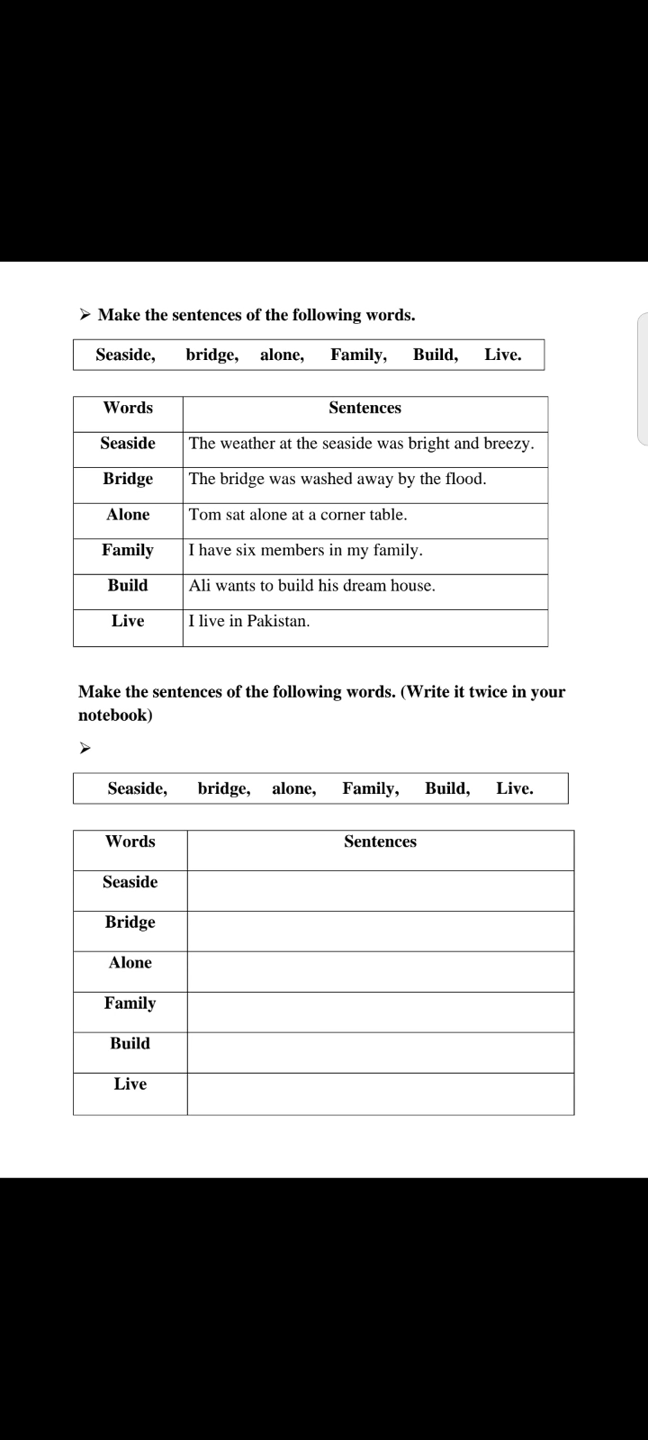 ➢ Make the sentences of the following words.
Seaside, bridge, alone, Family, Build, Live.
Words Sentences
Seaside The weather at the seaside was bright and breezy.
Bridge The bridge was washed away by the flood.
Alone Tom sat alone at a corner table.
Family I have six members in my family.
Build Ali wants to build his dream house.
Live I live in Pakistan.
Make the sentences of the following words. (Write it twice in your
notebook)
➢
Seaside, bridge, alone, Family, Build, Live.
Words Sentences
Seaside
Bridge
Alone
Family
Build
Live